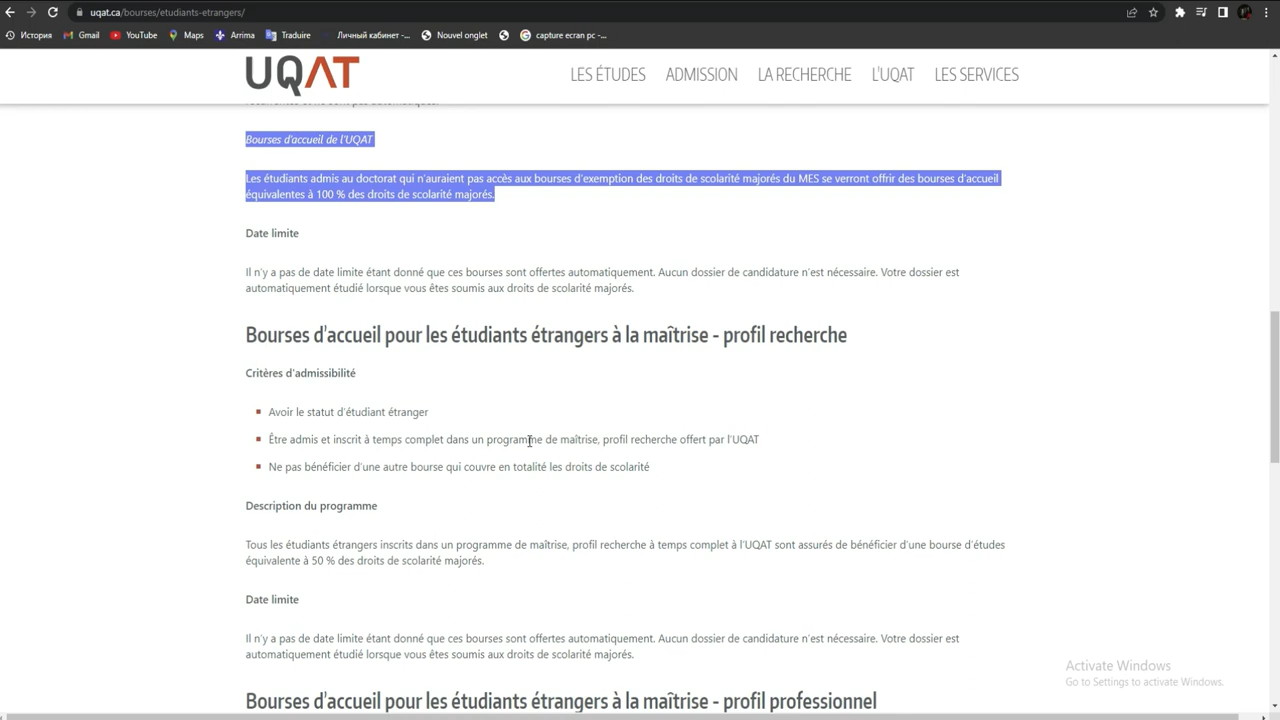 uqat.ca/bourses/etudiants-etrangers/
История Gmail YouTube Maps Arrima Traduire Личный кабинет -... Nouvel onglet capture ecran pc -...
UQAT LES ÉTUDES ADMISSION LA RECHERCHE L'UQAT LES SERVICES
Bourses d'accueil de l'UQAT
Les étudiants admis au doctorat qui n'auraient pas accès aux bourses d'exemption des droits de scolarité majorés du MES se verront offrir des bourses d'accueil
équivalentes à 100 % des droits de scolarité majorés.
Date limite
Il n'y a pas de date limite étant donné que ces bourses sont offertes automatiquement. Aucun dossier de candidature n'est nécessaire. Votre dossier est
automatiquement étudié lorsque vous êtes soumis aux droits de scolarité majorés.
Bourses d'accueil pour les étudiants étrangers à la maîtrise - profil recherche
Critères d'admissibilité
Avoir le statut d'étudiant étranger
Être admis et inscrit à temps complet dans un programme de maîtrise, profil recherche offert par l'UQAT
Ne pas bénéficier d'une autre bourse qui couvre en totalité les droits de scolarité
Description du programme
Tous les étudiants étrangers inscrits dans un programme de maîtrise, profil recherche à temps complet à l'UQAT sont assurés de bénéficier d'une bourse d'études
équivalente à 50 % des droits de scolarité majorés.
Date limite
Il n'y a pas de date limite étant donné que ces bourses sont offertes automatiquement. Aucun dossier de candidature n'est nécessaire. Votre dossier est
automatiquement étudié lorsque vous êtes soumis aux droits de scolarité majorés.
Bourses d'accueil pour les étudiants étrangers à la maîtrise - profil professionnel
Activate Windows
Go to Settings to activate Windows.